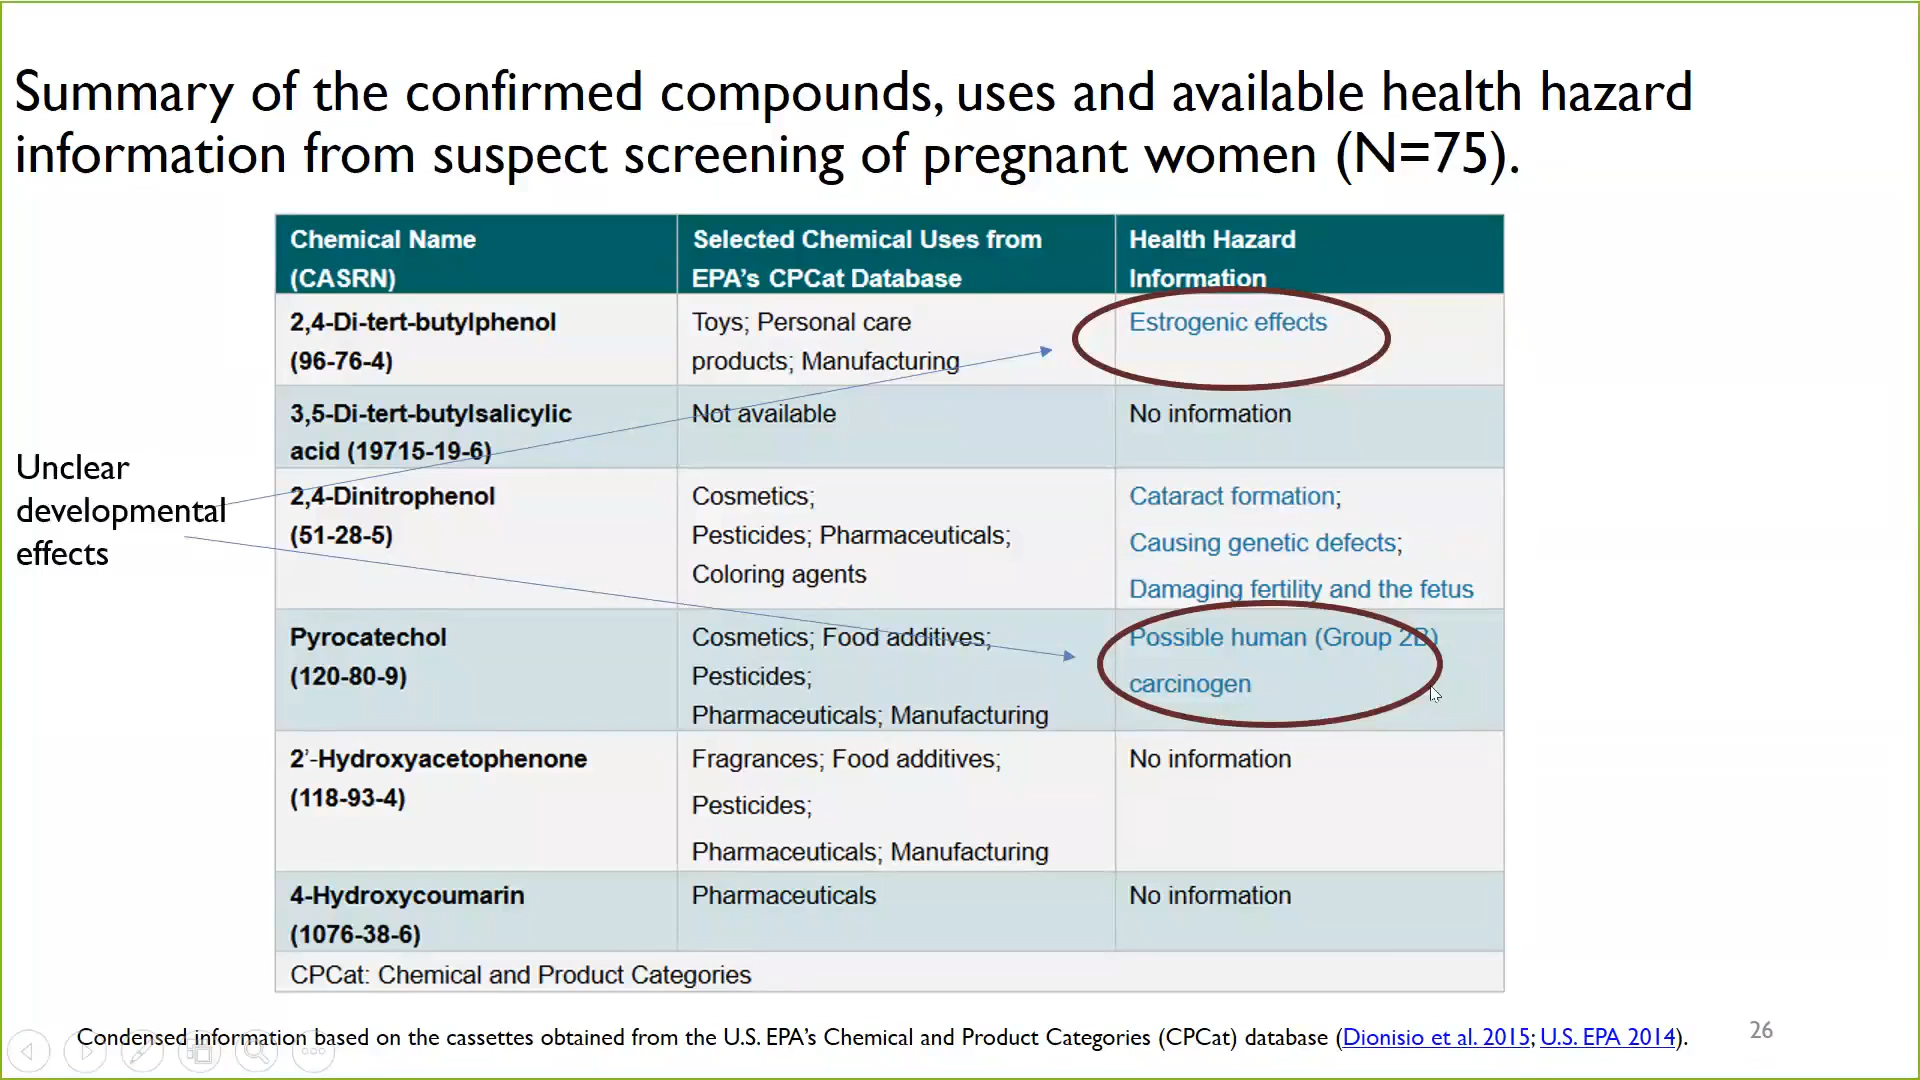 Summary of the confirmed compounds, uses and available health hazard
information from suspect screening of pregnant women (N=75).
Chemical Name
(CASRN)
Selected Chemical Uses from
EPA's CPCat Database
Health Hazard
Information
2,4-Di-tert-butylphenol
(96-76-4)
Toys; Personal care
products; Manufacturing
Estrogenic effects
3,5-Di-tert-butylsalicylic
acid (19715-19-6)
Not available
No information
Unclear
developmental
effects
2,4-Dinitrophenol
(51-28-5)
Cosmetics;
Pesticides; Pharmaceuticals;
Coloring agents
Cataract formation;
Causing genetic defects;
Damaging fertility and the fetus
Pyrocatechol
(120-80-9)
Cosmetics; Food additives;
Pesticides;
Pharmaceuticals; Manufacturing
Possible human (Group 2B)
carcinogen
2'-Hydroxyacetophenone
(118-93-4)
Fragrances; Food additives;
Pesticides;
Pharmaceuticals; Manufacturing
No information
4-Hydroxycoumarin
(1076-38-6)
Pharmaceuticals
No information
CPCat: Chemical and Product Categories
Condensed information based on the cassettes obtained from the U.S. EPA's Chemical and Product Categories (CPCat) database (Dionisio et al. 2015; U.S. EPA 2014).
26